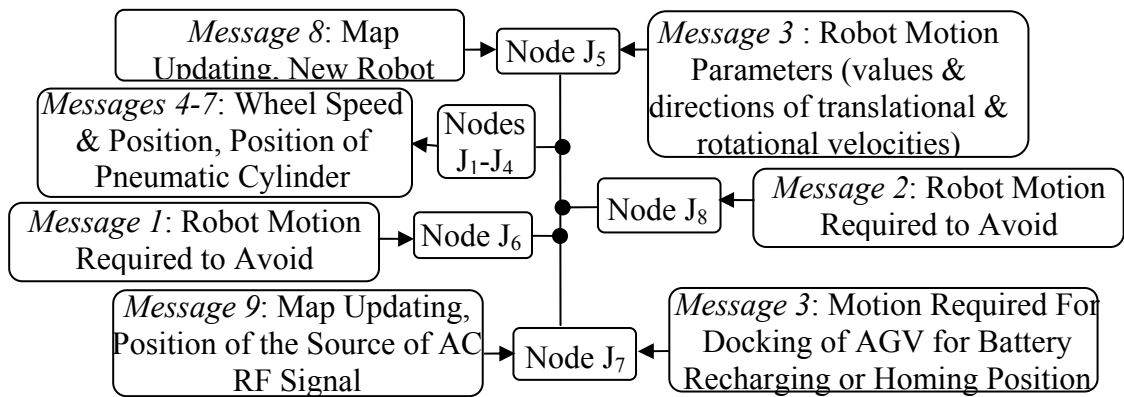 Message 8: Map
Updating, New Robot
Node J₅
Message 3 : Robot Motion
Parameters (values &
directions of translational &
rotational velocities)
Messages 4-7: Wheel Speed
& Position, Position of
Pneumatic Cylinder
Nodes
J₁-J₄
Node J₈
Message 2: Robot Motion
Required to Avoid
Message 1: Robot Motion
Required to Avoid
Node J₆
Message 9: Map Updating,
Position of the Source of AC
RF Signal
Node J₇
Message 3: Motion Required For
Docking of AGV for Battery
Recharging or Homing Position